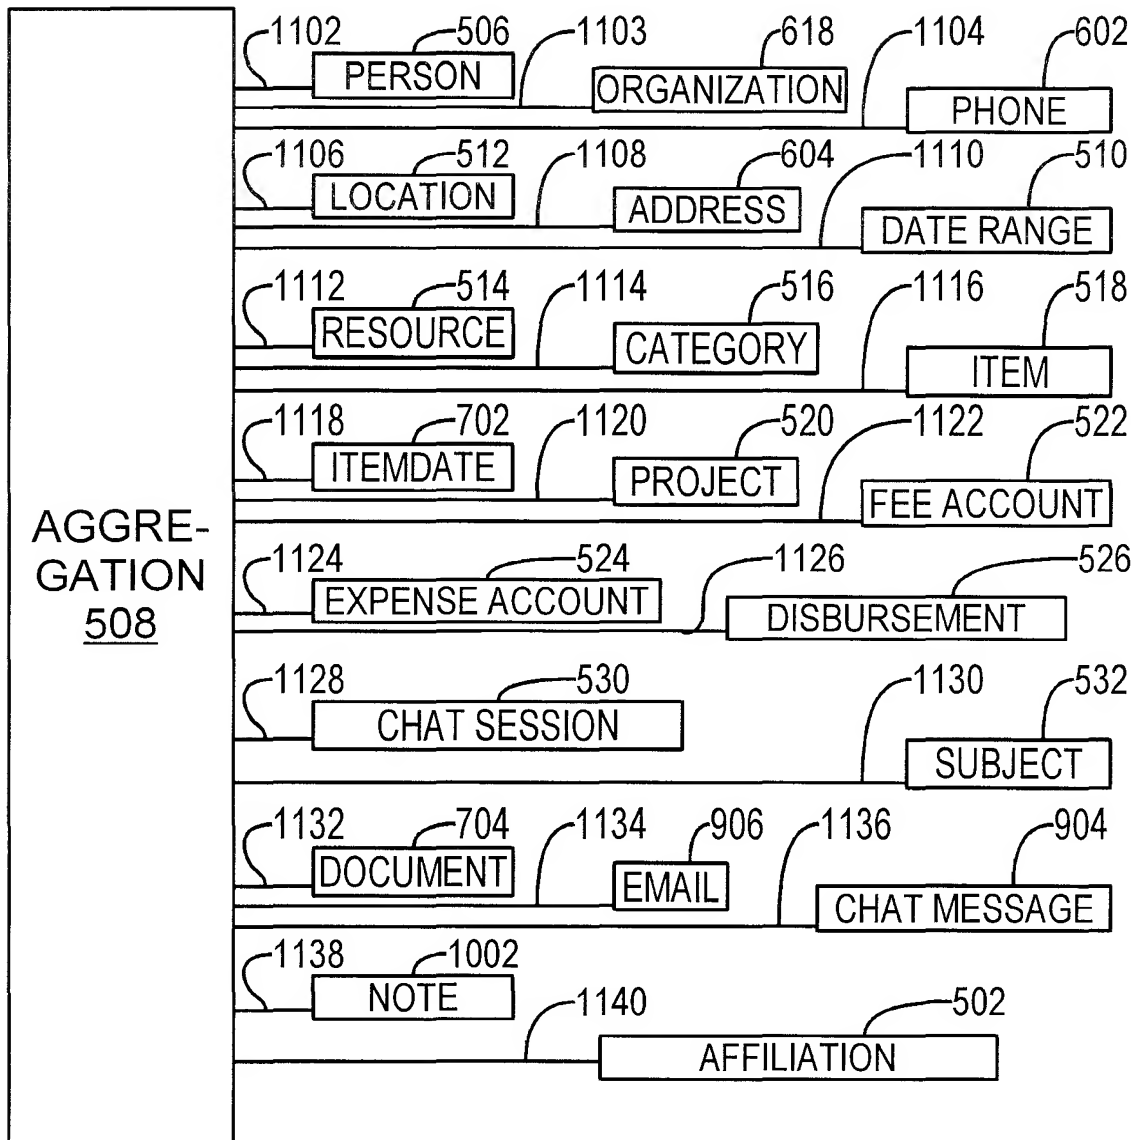 1102 506 1103 618 1104 602
PERSON ORGANIZATION PHONE
1106 512 1108 604 1110 510
LOCATION ADDRESS DATE RANGE
1112 514 1114 516 1116 518
RESOURCE CATEGORY ITEM
1118 702 1120 520 1122 522
ITEMDATE PROJECT FEE ACCOUNT
AGGRE-
GATION
508
1124 524 1126 526
EXPENSE ACCOUNT DISBURSEMENT
1128 530 1130 532
CHAT SESSION SUBJECT
1132 704 1134 906 1136 904
DOCUMENT EMAIL CHAT MESSAGE
1138 1002
NOTE
1140 502
AFFILIATION